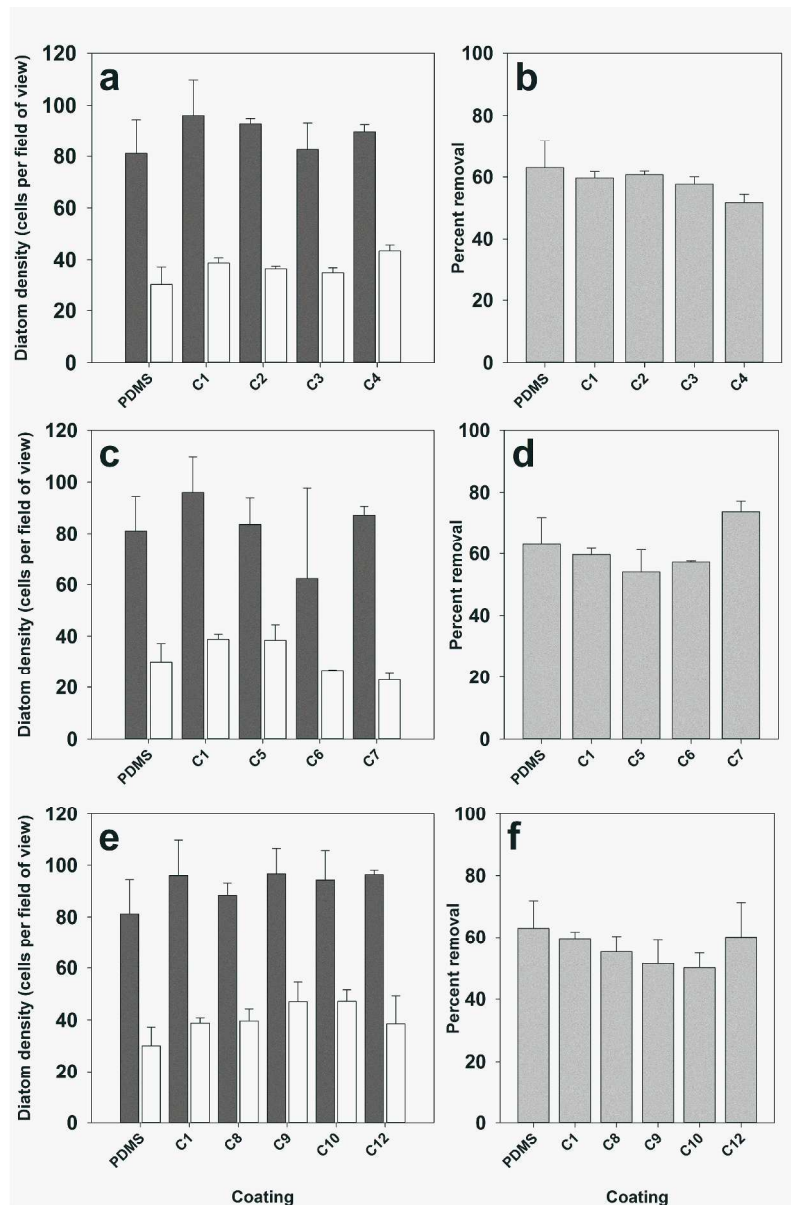 a
Diatom density (cells per field of view)
120
100
80
60
40
20
0
PDMS
C1
C2
C3
C4
b
Percent removal
100
80
60
40
20
0
PDMS
C1
C2
C3
C4
c
Diatom density (cells per field of view)
120
100
80
60
40
20
0
PDMS
C1
C5
C6
C7
d
Percent removal
100
80
60
40
20
0
PDMS
C1
C5
C6
C7
e
Diatom density (cells per field of view)
120
100
80
60
40
20
0
PDMS
C1
C8
C9
C10
C12
Coating
f
Percent removal
100
80
60
40
20
0
PDMS
C1
C8
C9
C10
C12
Coating